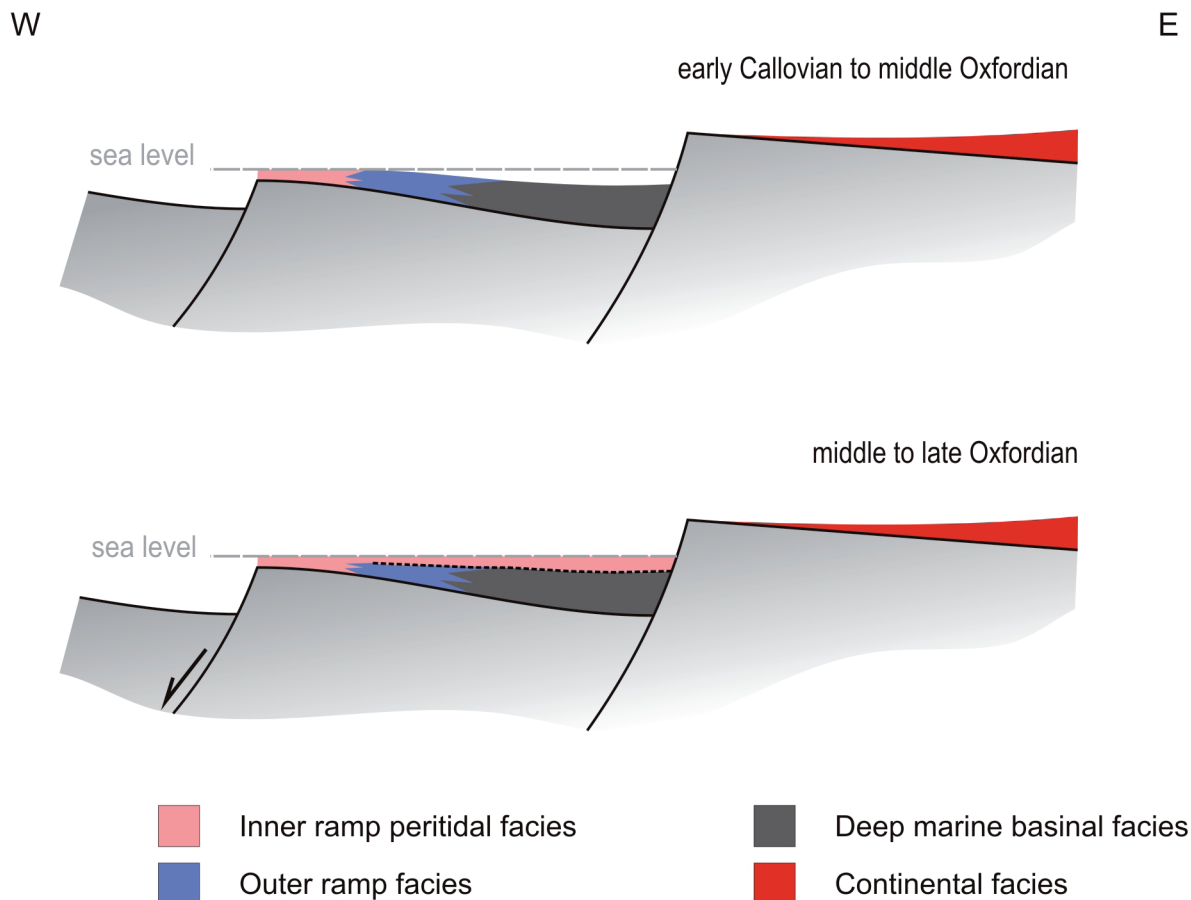 W
E
early Callovian to middle Oxfordian
sea level
middle to late Oxfordian
sea level
Inner ramp peritidal facies
Deep marine basinal facies
Outer ramp facies
Continental facies